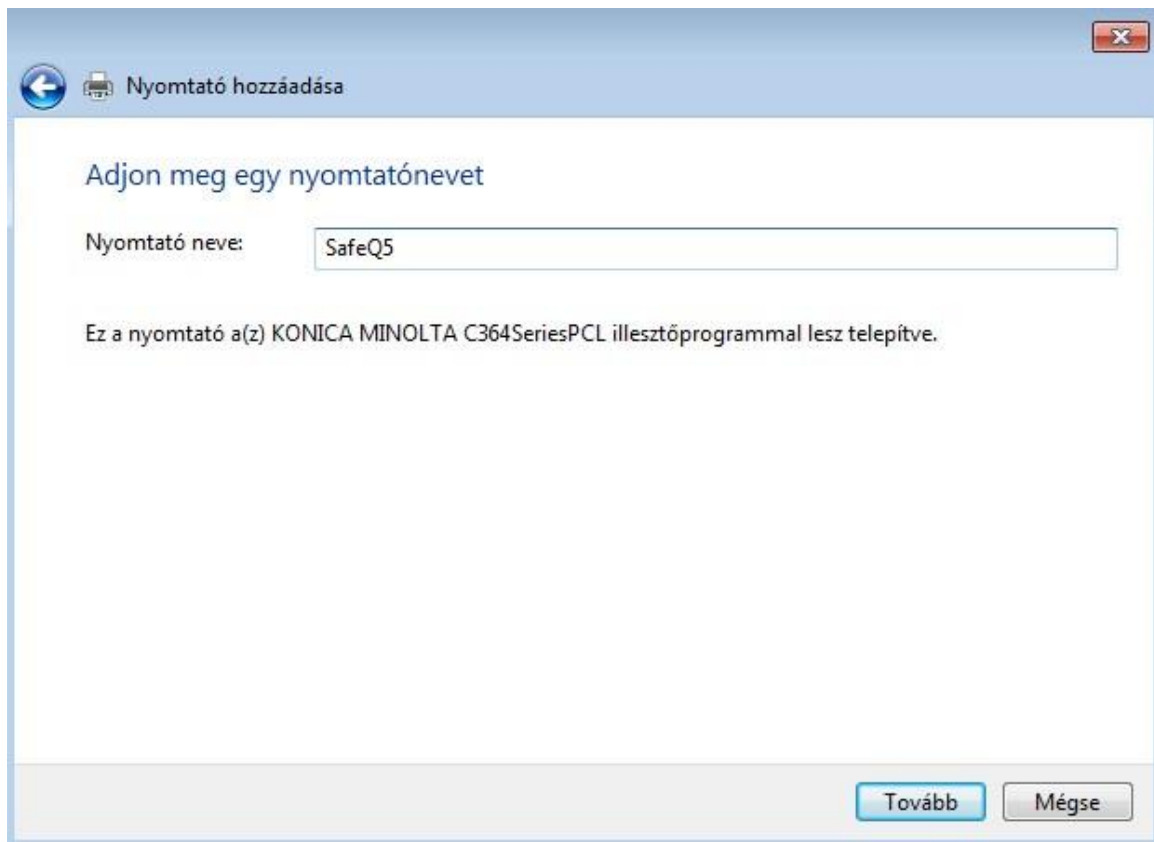 Nyomtató hozzáadása
Adjon meg egy nyomtatónevet
Nyomtató neve: SafeQ5
Ez a nyomtató a(z) KONICA MINOLTA C364SeriesPCL illesztőprogrammal lesz telepítve.
Tovább Mégse